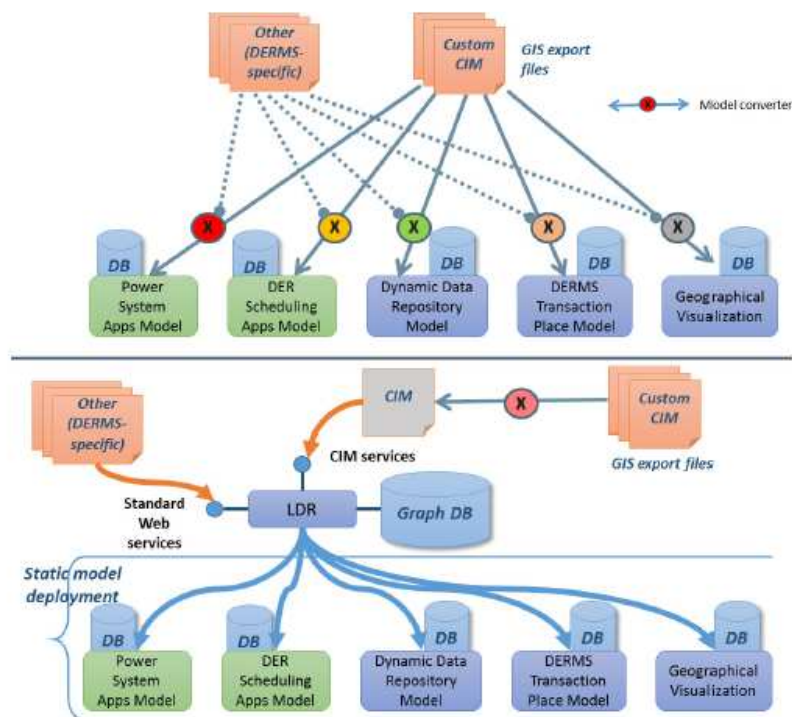 Other
(DERMS-
specific)
Custom
CIM
GIS export
files
X
Model converter
X
X
X
X
X
DB
DB
DB
DB
DB
Power
System
Apps Model
DER
Scheduling
Apps Model
Dynamic Data
Repository
Model
DERMS
Transaction
Place Model
Geographical
Visualization
Other
(DERMS-
specific)
CIM
X
Custom
CIM
GIS export files
CIM services
Standard
Web
services
LDR
Graph DB
Static model
deployment
DB
DB
DB
DB
DB
Power
System
Apps Model
DER
Scheduling
Apps Model
Dynamic Data
Repository
Model
DERMS
Transaction
Place Model
Geographical
Visualization